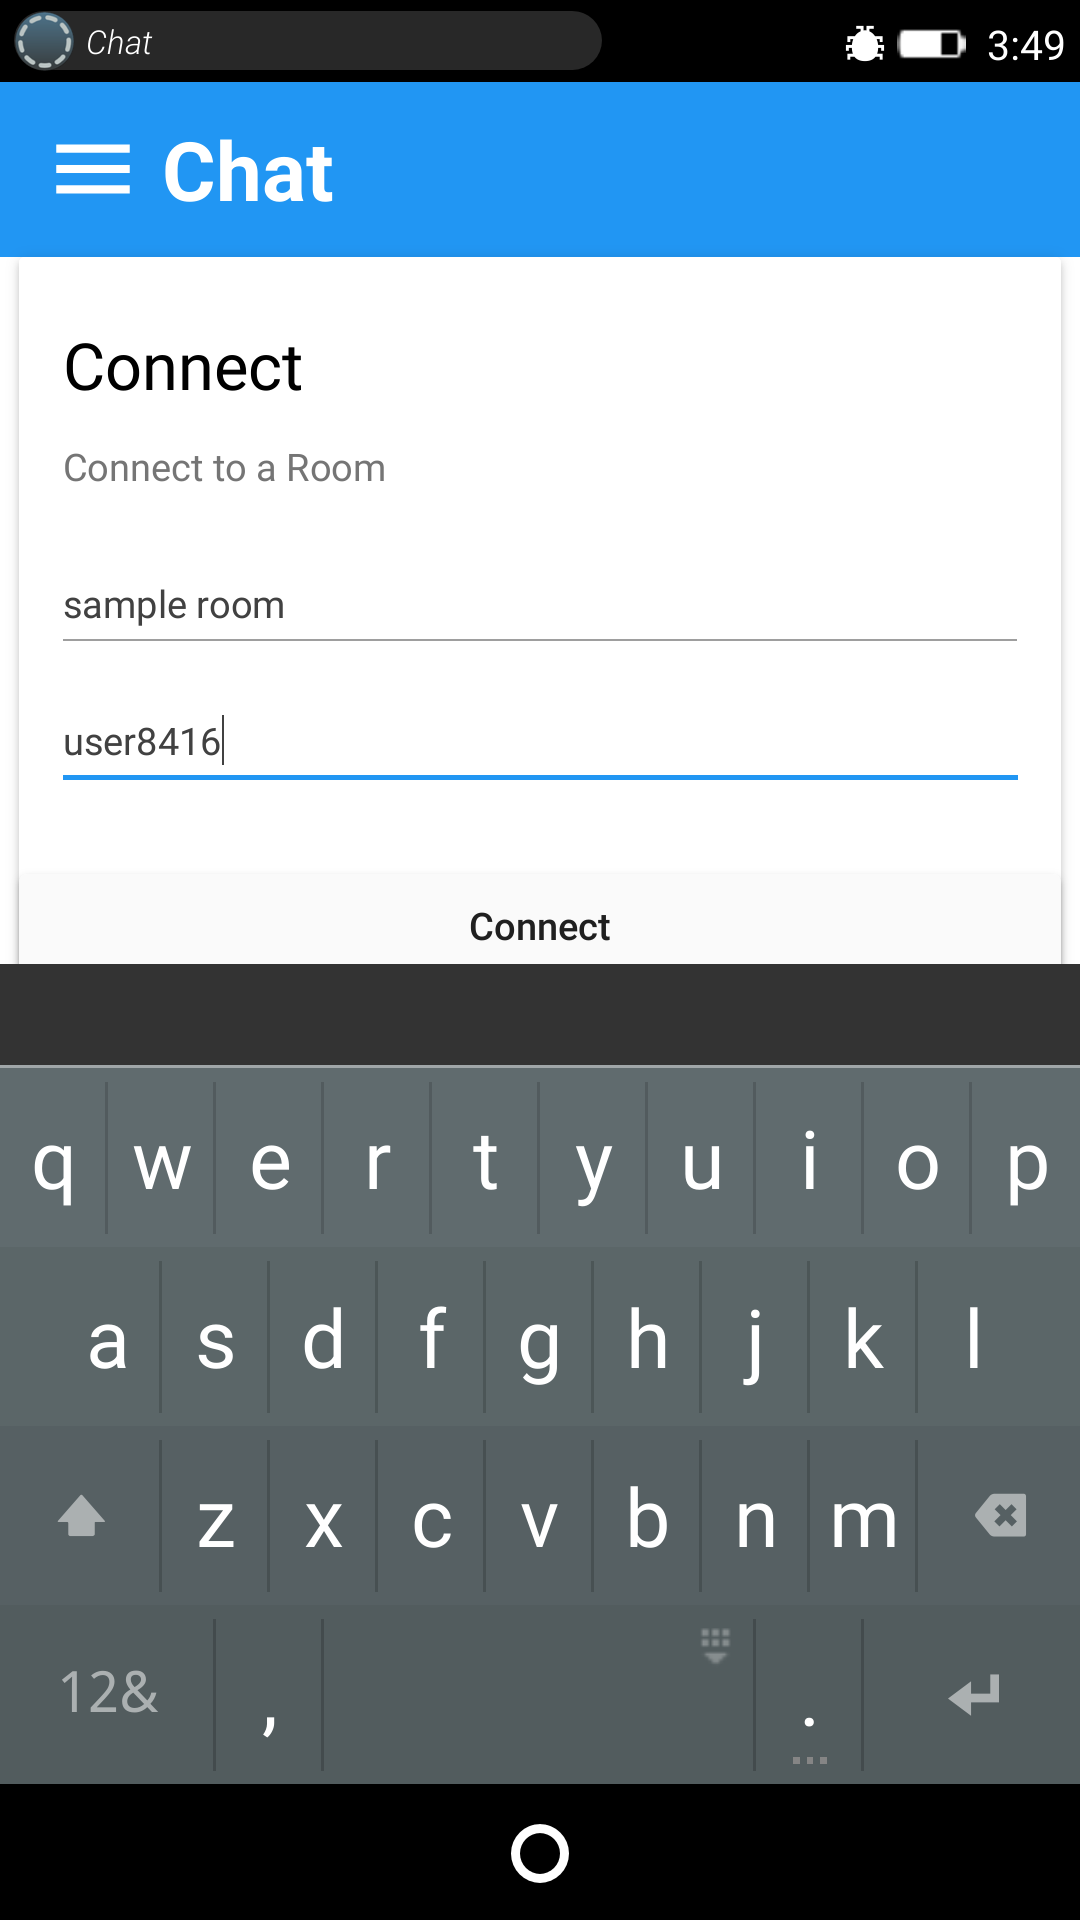 Chat
3:49
Chat
Connect
Connect to a Room
sample room
user8416
Connect
q w e r t y u i o p
a s d f g h j k l
z x c v b n m
12& , .